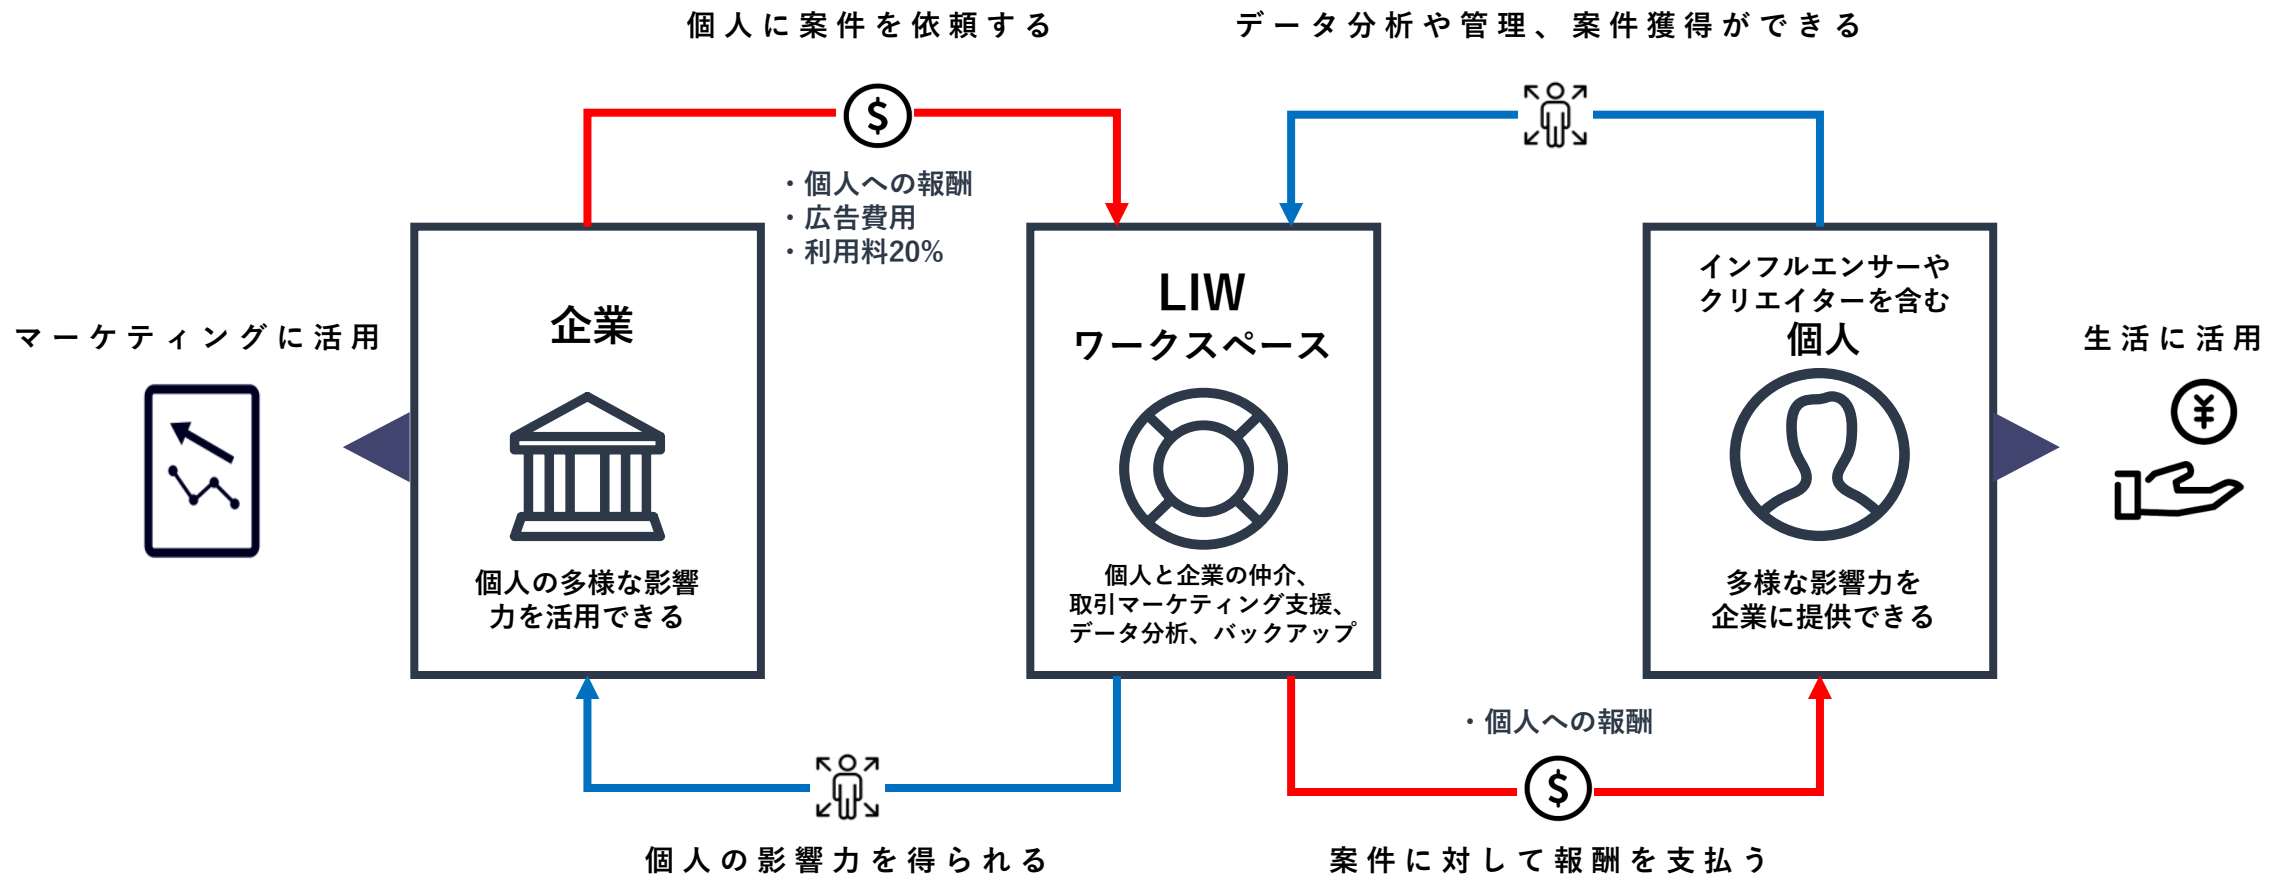 個人に案件を依頼する
データ分析や管理、案件獲得ができる
$
・個人への報酬
・広告費用
・利用料20%
マーケティングに活用
企業
個人の多様な影響
力を活用できる
LIW
ワークスペース
個人と企業の仲介、
取引マーケティング支援、
データ分析、バックアップ
インフルエンサーや
クリエイターを含む
個人
多様な影響力を
企業に提供できる
生活に活用
¥
・個人への報酬
$
個人の影響力を得られる
案件に対して報酬を支払う